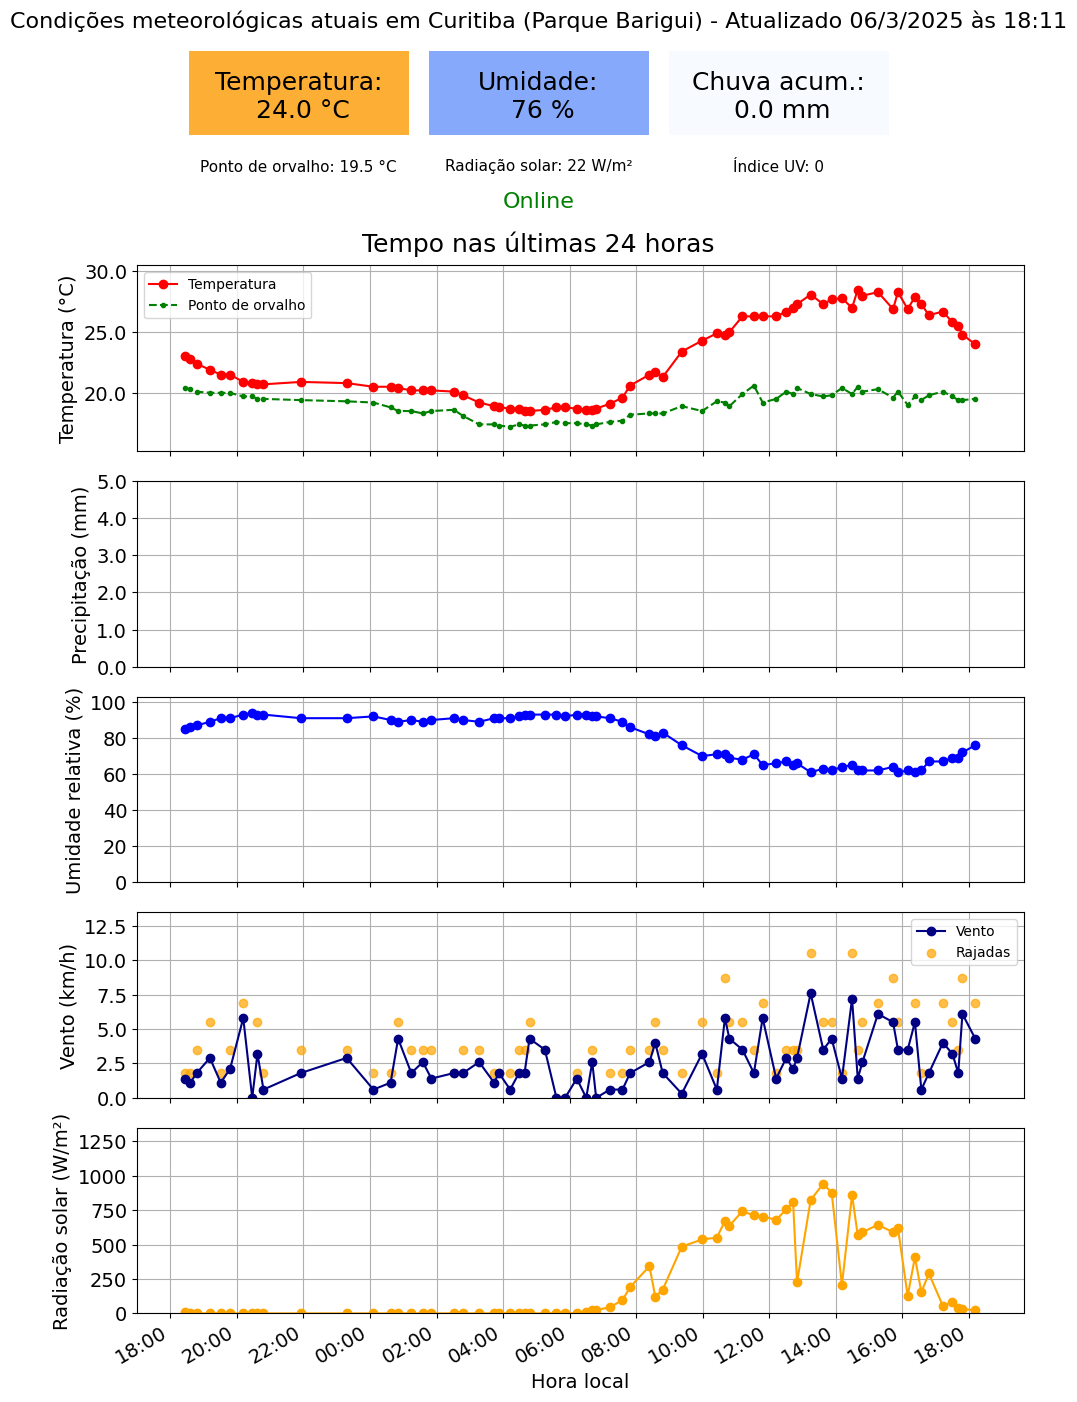 Condições meteorológicas atuais em Curitiba (Parque Barigui) - Atualizado 06/3/2025 às 18:11
Temperatura:
24.0 °C
Umidade:
76 %
Chuva acum.:
0.0 mm
Ponto de orvalho: 19.5 °C
Radiação solar: 22 W/m²
Índice UV: 0
Online
Tempo nas últimas 24 horas
Temperatura (°C)
30.0
25.0
20.0
Temperatura
Ponto de orvalho
Precipitação (mm)
5.0
4.0
3.0
2.0
1.0
0.0
Umidade relativa (%)
100
80
60
40
20
0
Vento (km/h)
12.5
10.0
7.5
5.0
2.5
0.0
Vento
Rajadas
Radiação solar (W/m²)
1250
1000
750
500
250
0
18:00
20:00
22:00
00:00
02:00
04:00
06:00
08:00
10:00
12:00
14:00
16:00
18:00
Hora local